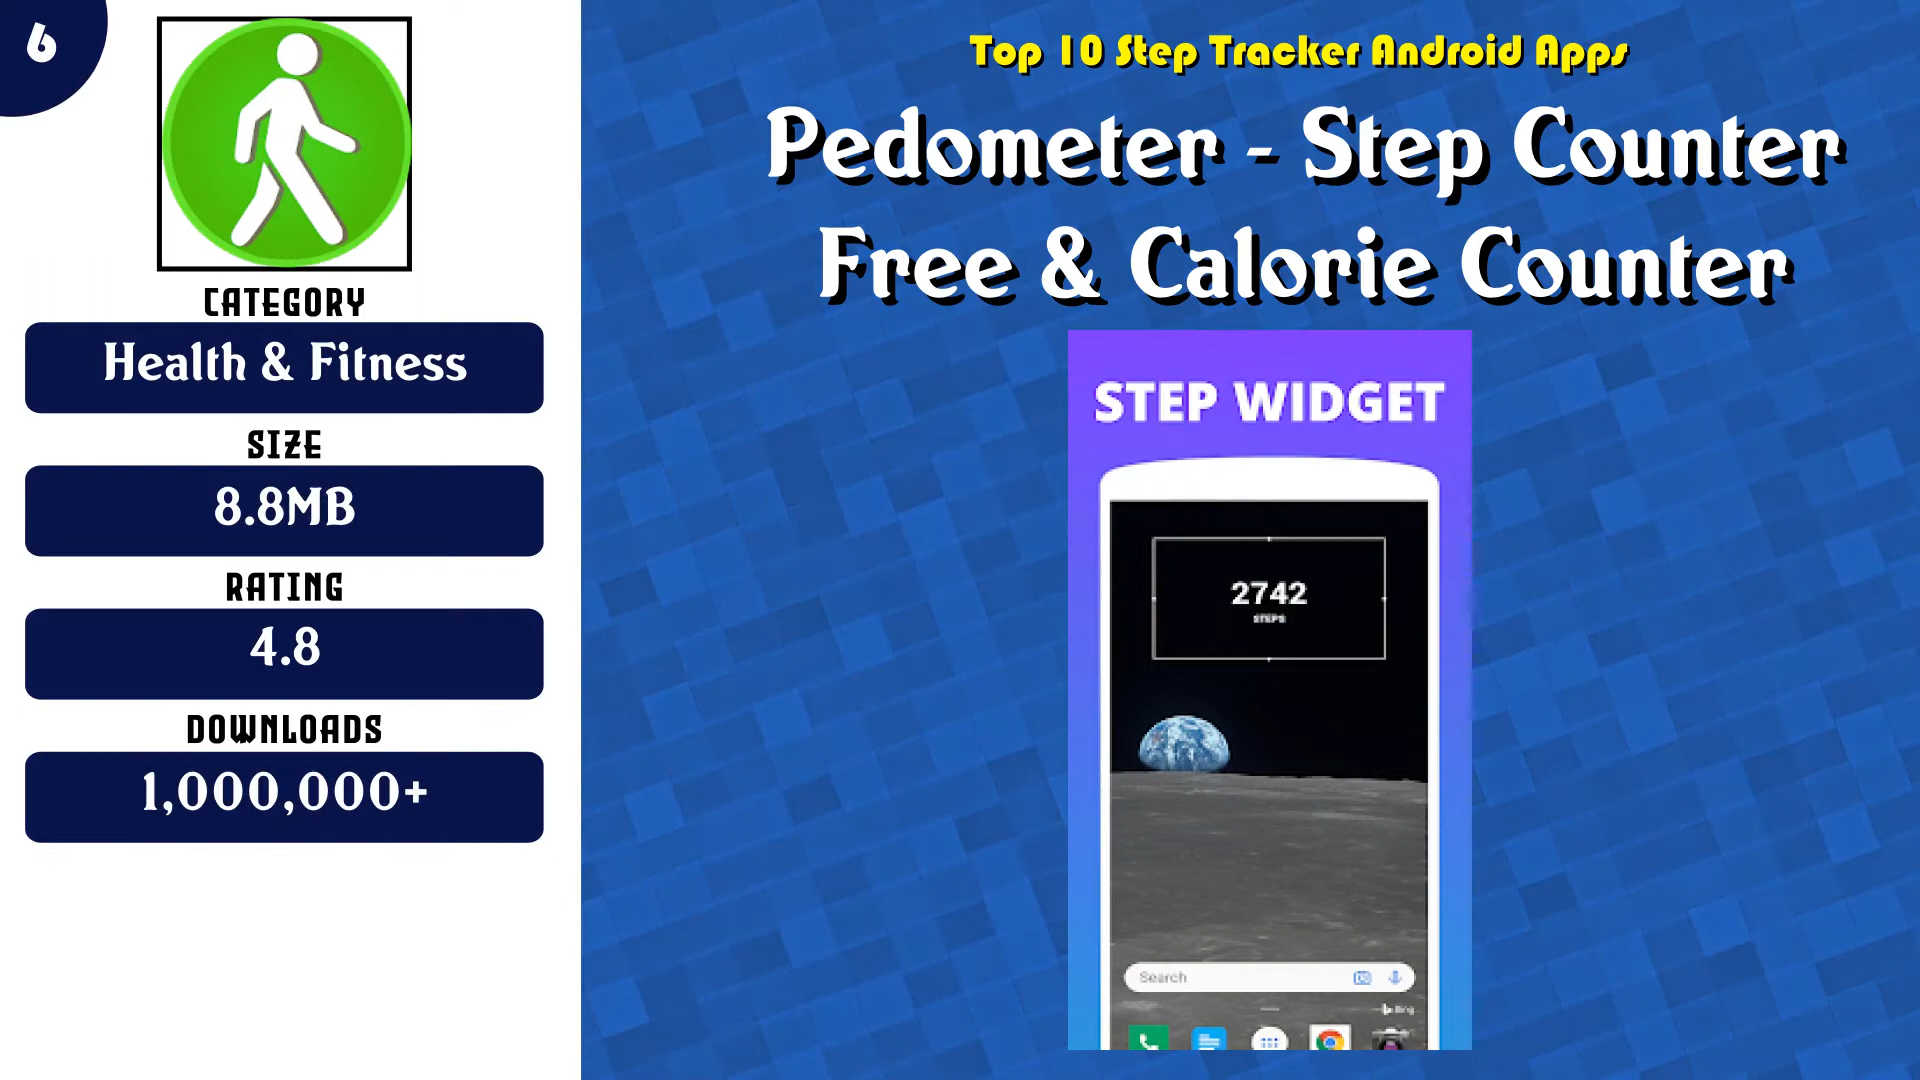 6
CATEGORY
Health & Fitness
SIZE
8.8MB
RATING
4.8
DOWNLOADS
1,000,000+
Top 10 Step Tracker Android Apps
Pedometer - Step Counter
Free & Calorie Counter
STEP WIDGET
2742
STEPS
Search
Bing